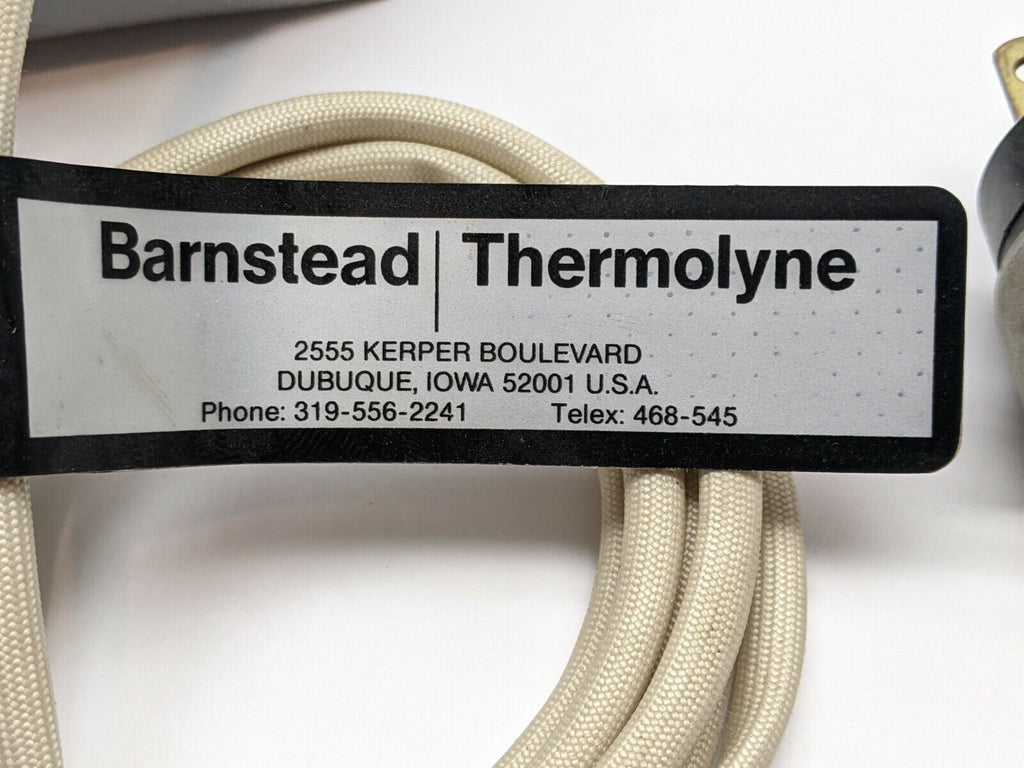 Barnstead | Thermolyne
2555 KERPER BOULEVARD
DUBUQUE, IOWA 52001 U.S.A.
Phone: 319-556-2241 Telex: 468-545